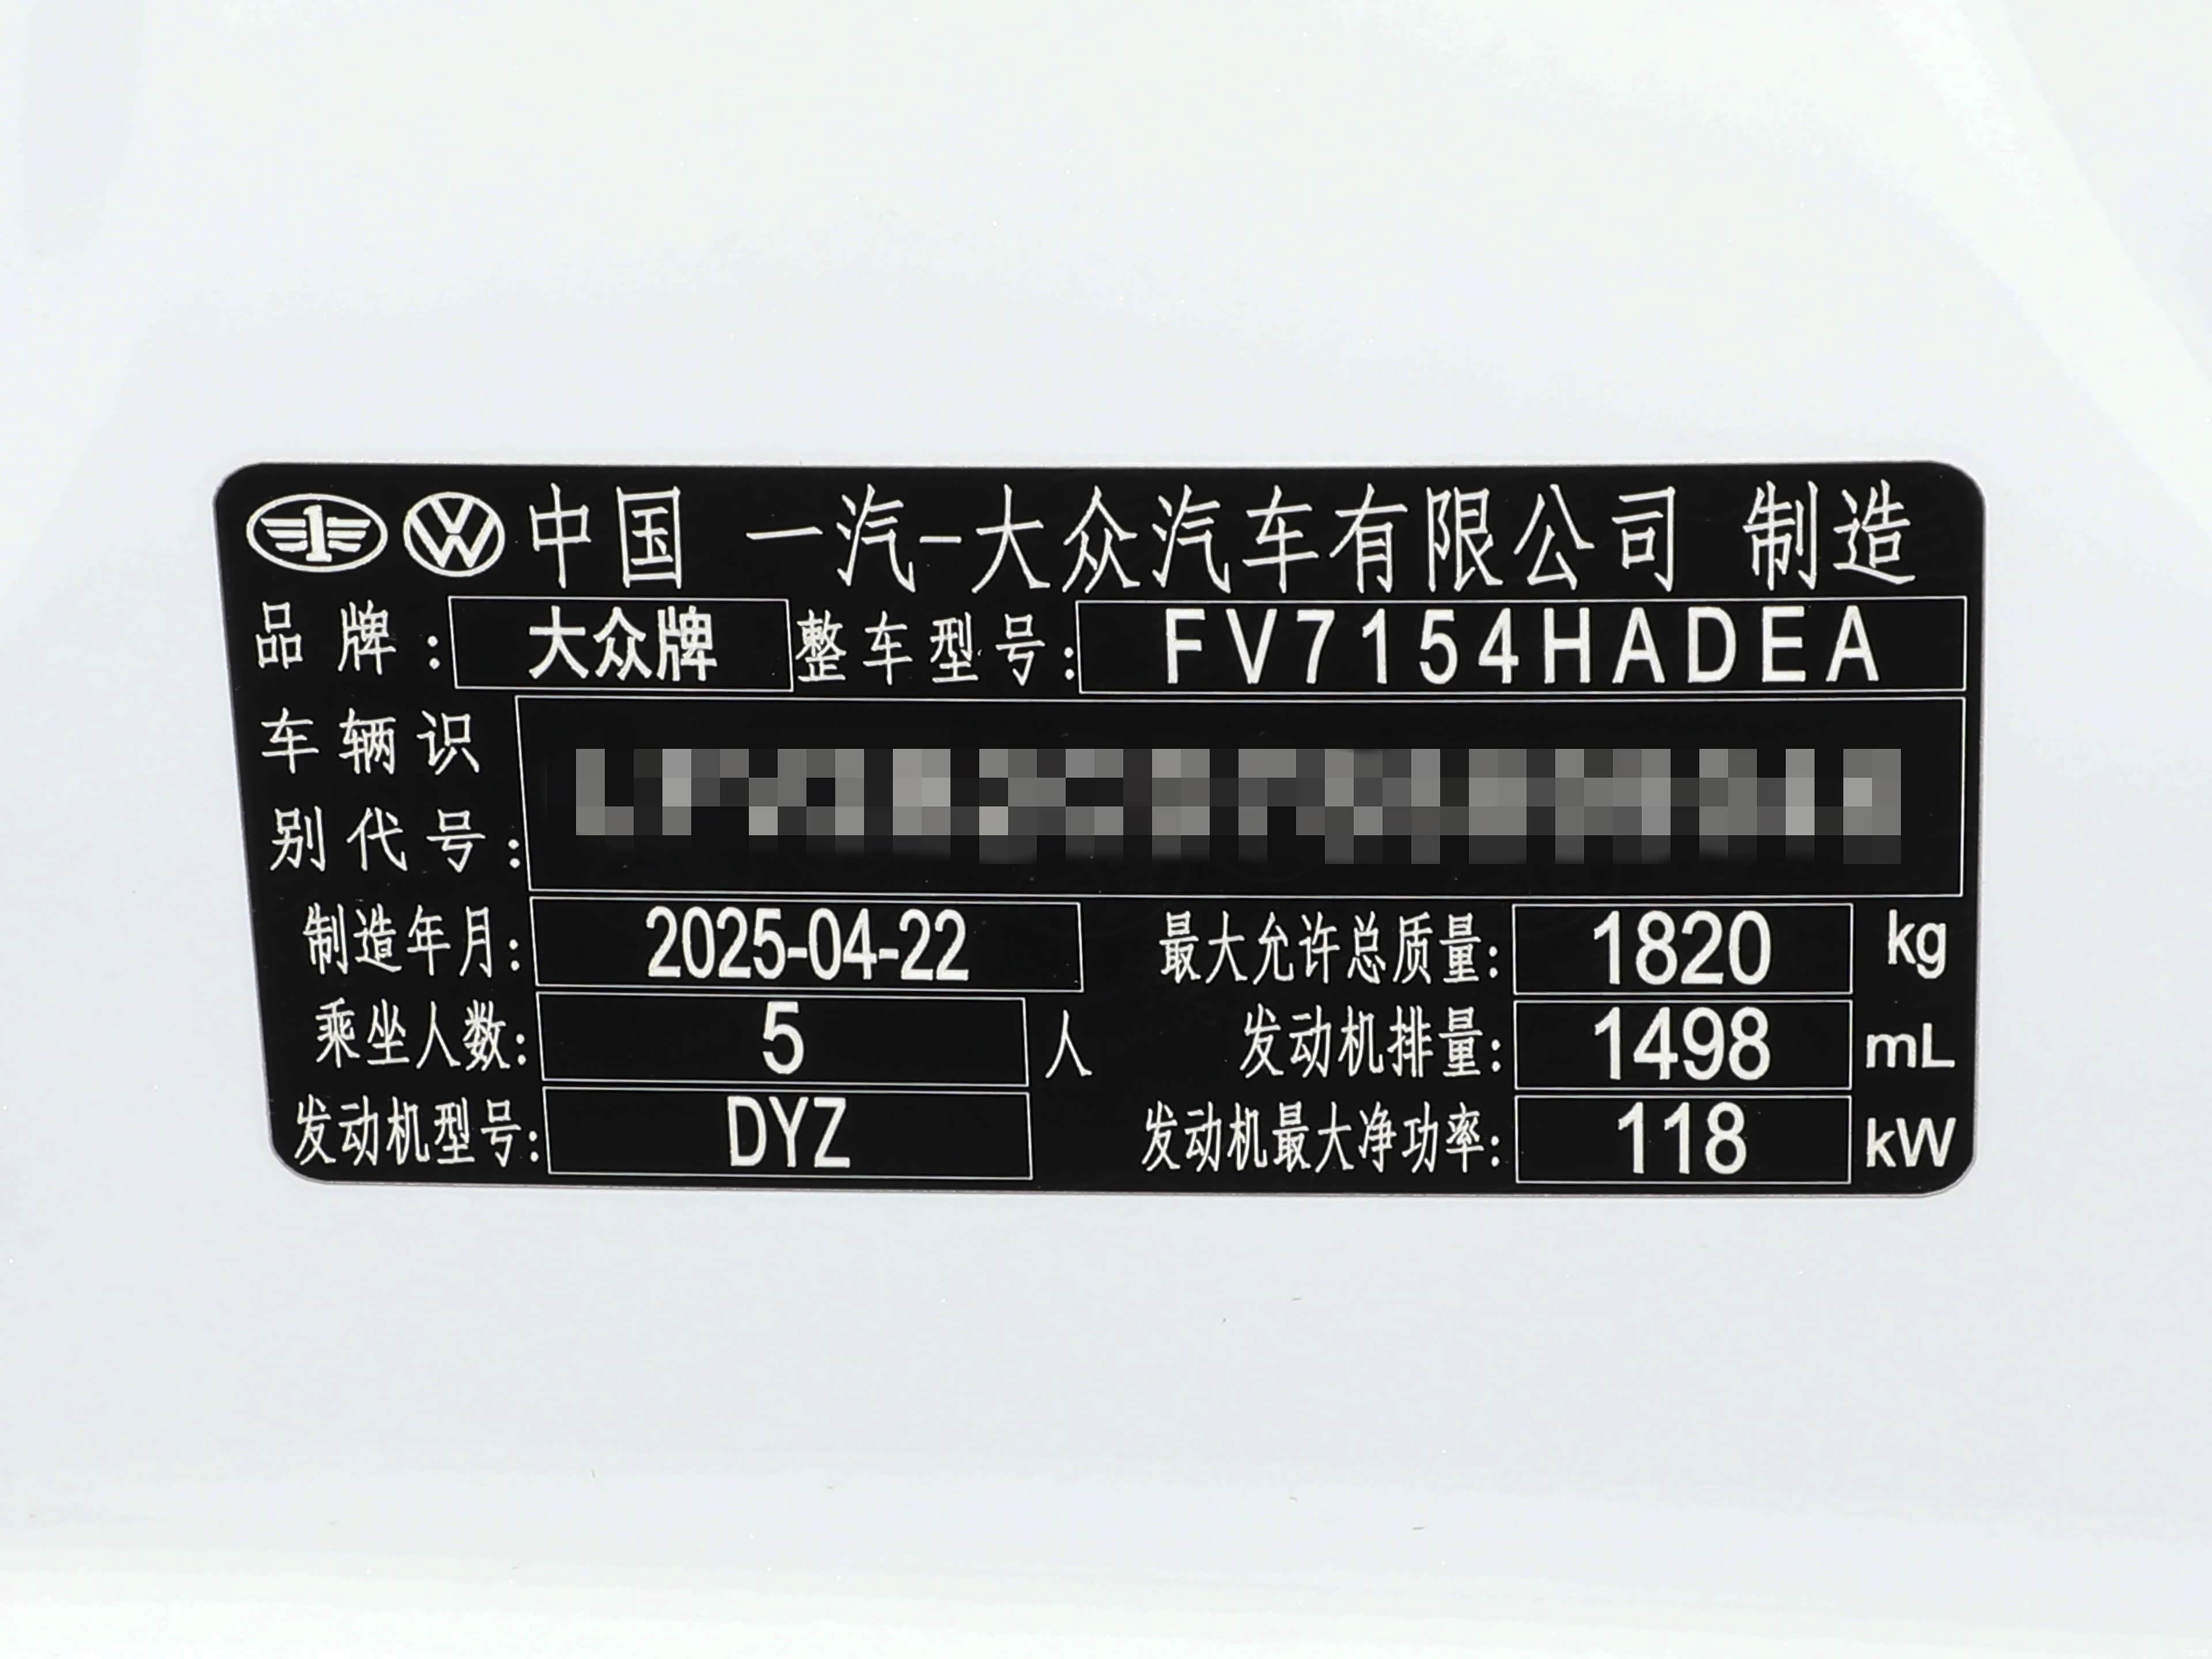 中国 一汽-大众汽车有限公司 制造
品牌: 大众牌 整车型号: FV7154HADEA
车辆识
别代号:
制造年月: 2025-04-22 最大允许总质量: 1820 kg
乘坐人数: 5 人 发动机排量: 1498 mL
发动机型号: DYZ 发动机最大净功率: 118 kW